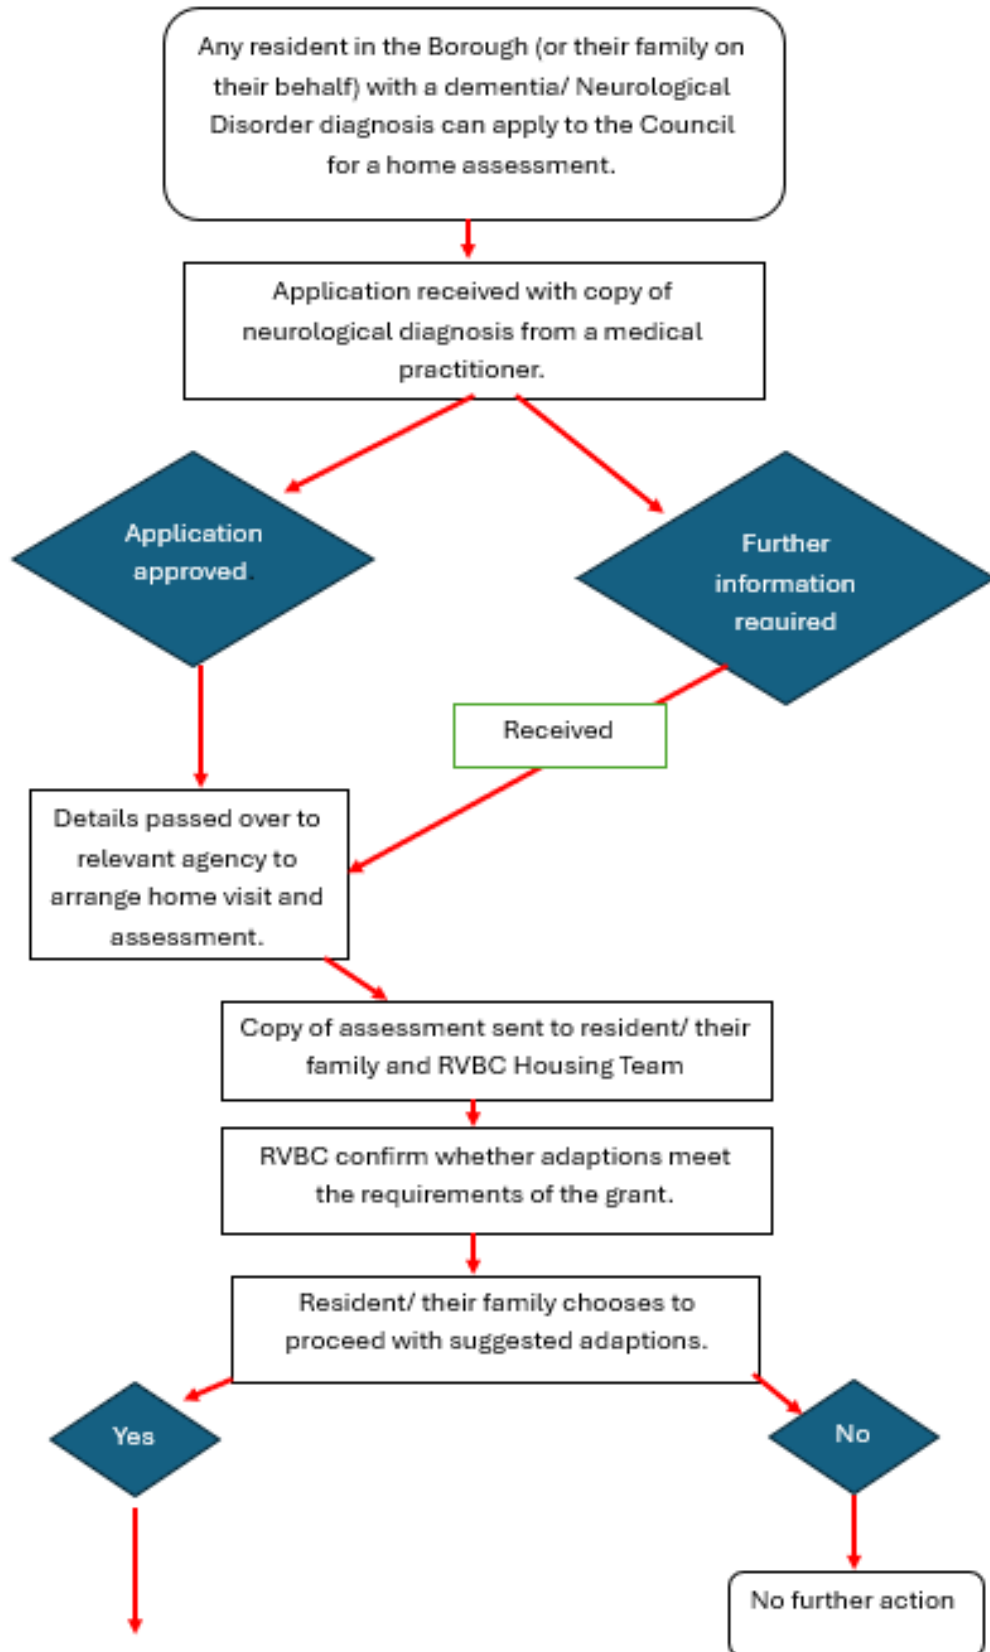 Any resident in the Borough (or their family on
their behalf) with a dementia/ Neurological
Disorder diagnosis can apply to the Council
for a home assessment.
Application received with copy of
neurological diagnosis from a medical
practitioner.
Application
approved.
Further
information
required
Received
Details passed over to
relevant agency to
arrange home visit and
assessment.
Copy of assessment sent to resident/ their
family and RVBC Housing Team
RVBC confirm whether adaptions meet
the requirements of the grant.
Resident/ their family chooses to
proceed with suggested adaptions.
Yes
No
No further action